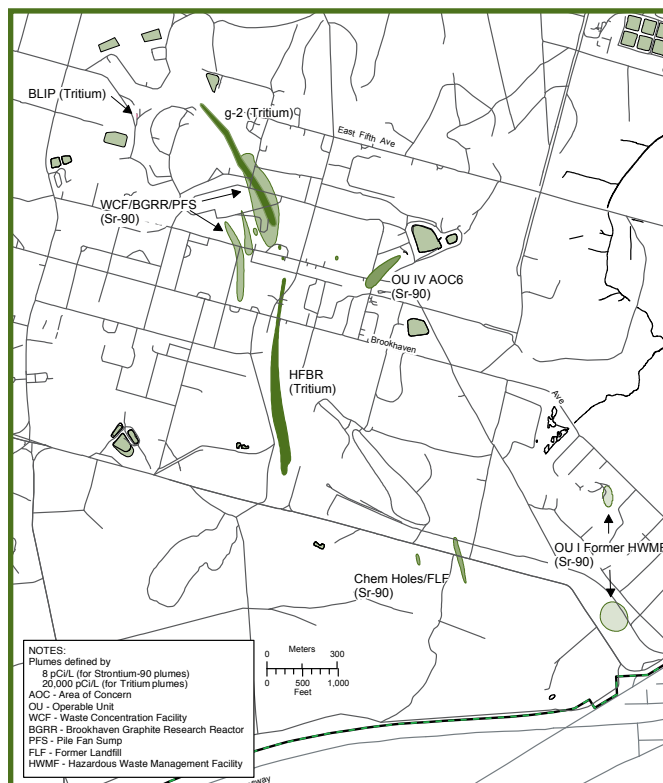 BLIP (Tritium)
g-2 (Tritium)
East Fifth Ave
WCF/BGRR/PFS
(Sr-90)
OU IV AOC6
(Sr-90)
Brookhaven
Ave
HFBR
(Tritium)
OU I Former HWMF
(Sr-90)
Chem Holes/FLF
(Sr-90)
NOTES:
Plumes defined by
8 pCi/L (for Strontium-90 plumes)
20,000 pCi/L (for Tritium plumes)
AOC - Area of Concern
OU - Operable Unit
WCF - Waste Concentration Facility
BGRR - Brookhaven Graphite Research Reactor
PFS - Pile Fan Sump
FLF - Former Landfill
HWMF - Hazardous Waste Management Facility
Meters
0 300
0 500 1,000
Feet